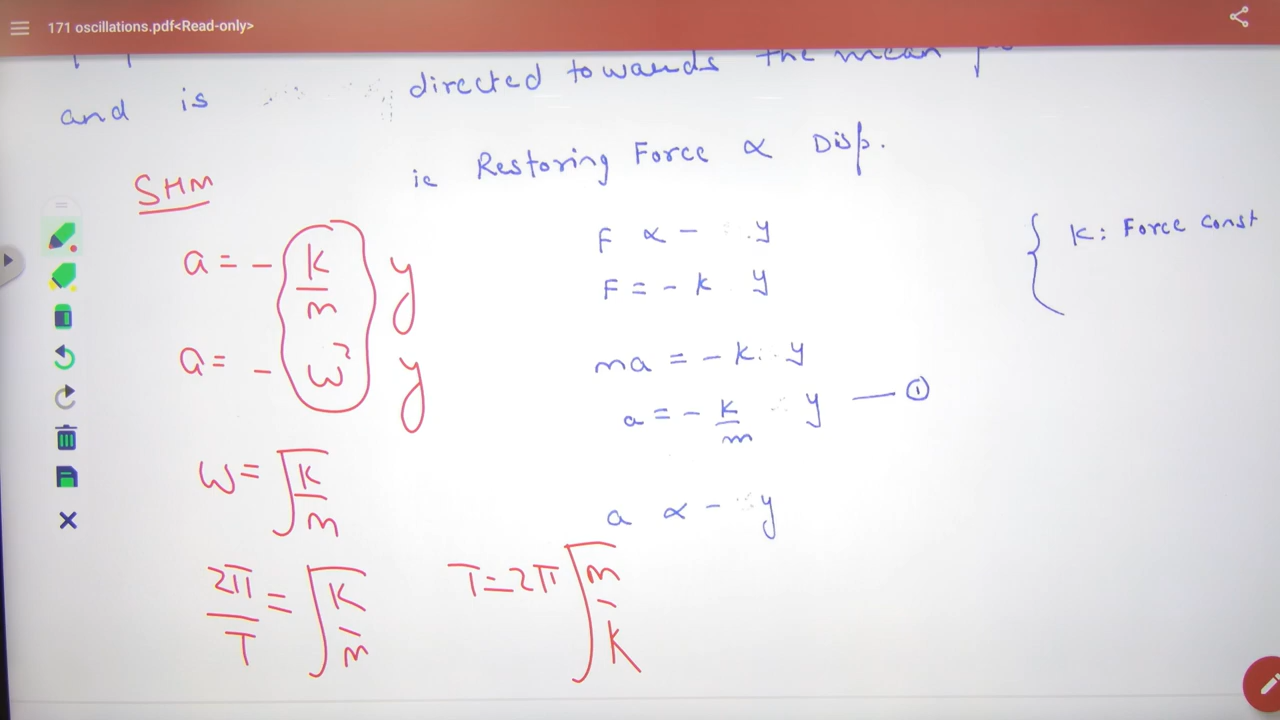 171 oscillations.pdf<Read-only>
directed towards the mean
and is
ie Restoring Force ∝ Disp.
SHM
F ∝ - y
F = - k y
ma = - k y
a = - k/m y — ①
a ∝ - y
{ K: Force const
a = - k/m y
a = - ω² y
ω = √(k/m)
2π/T = √(k/m)
T = 2π √(m/k)